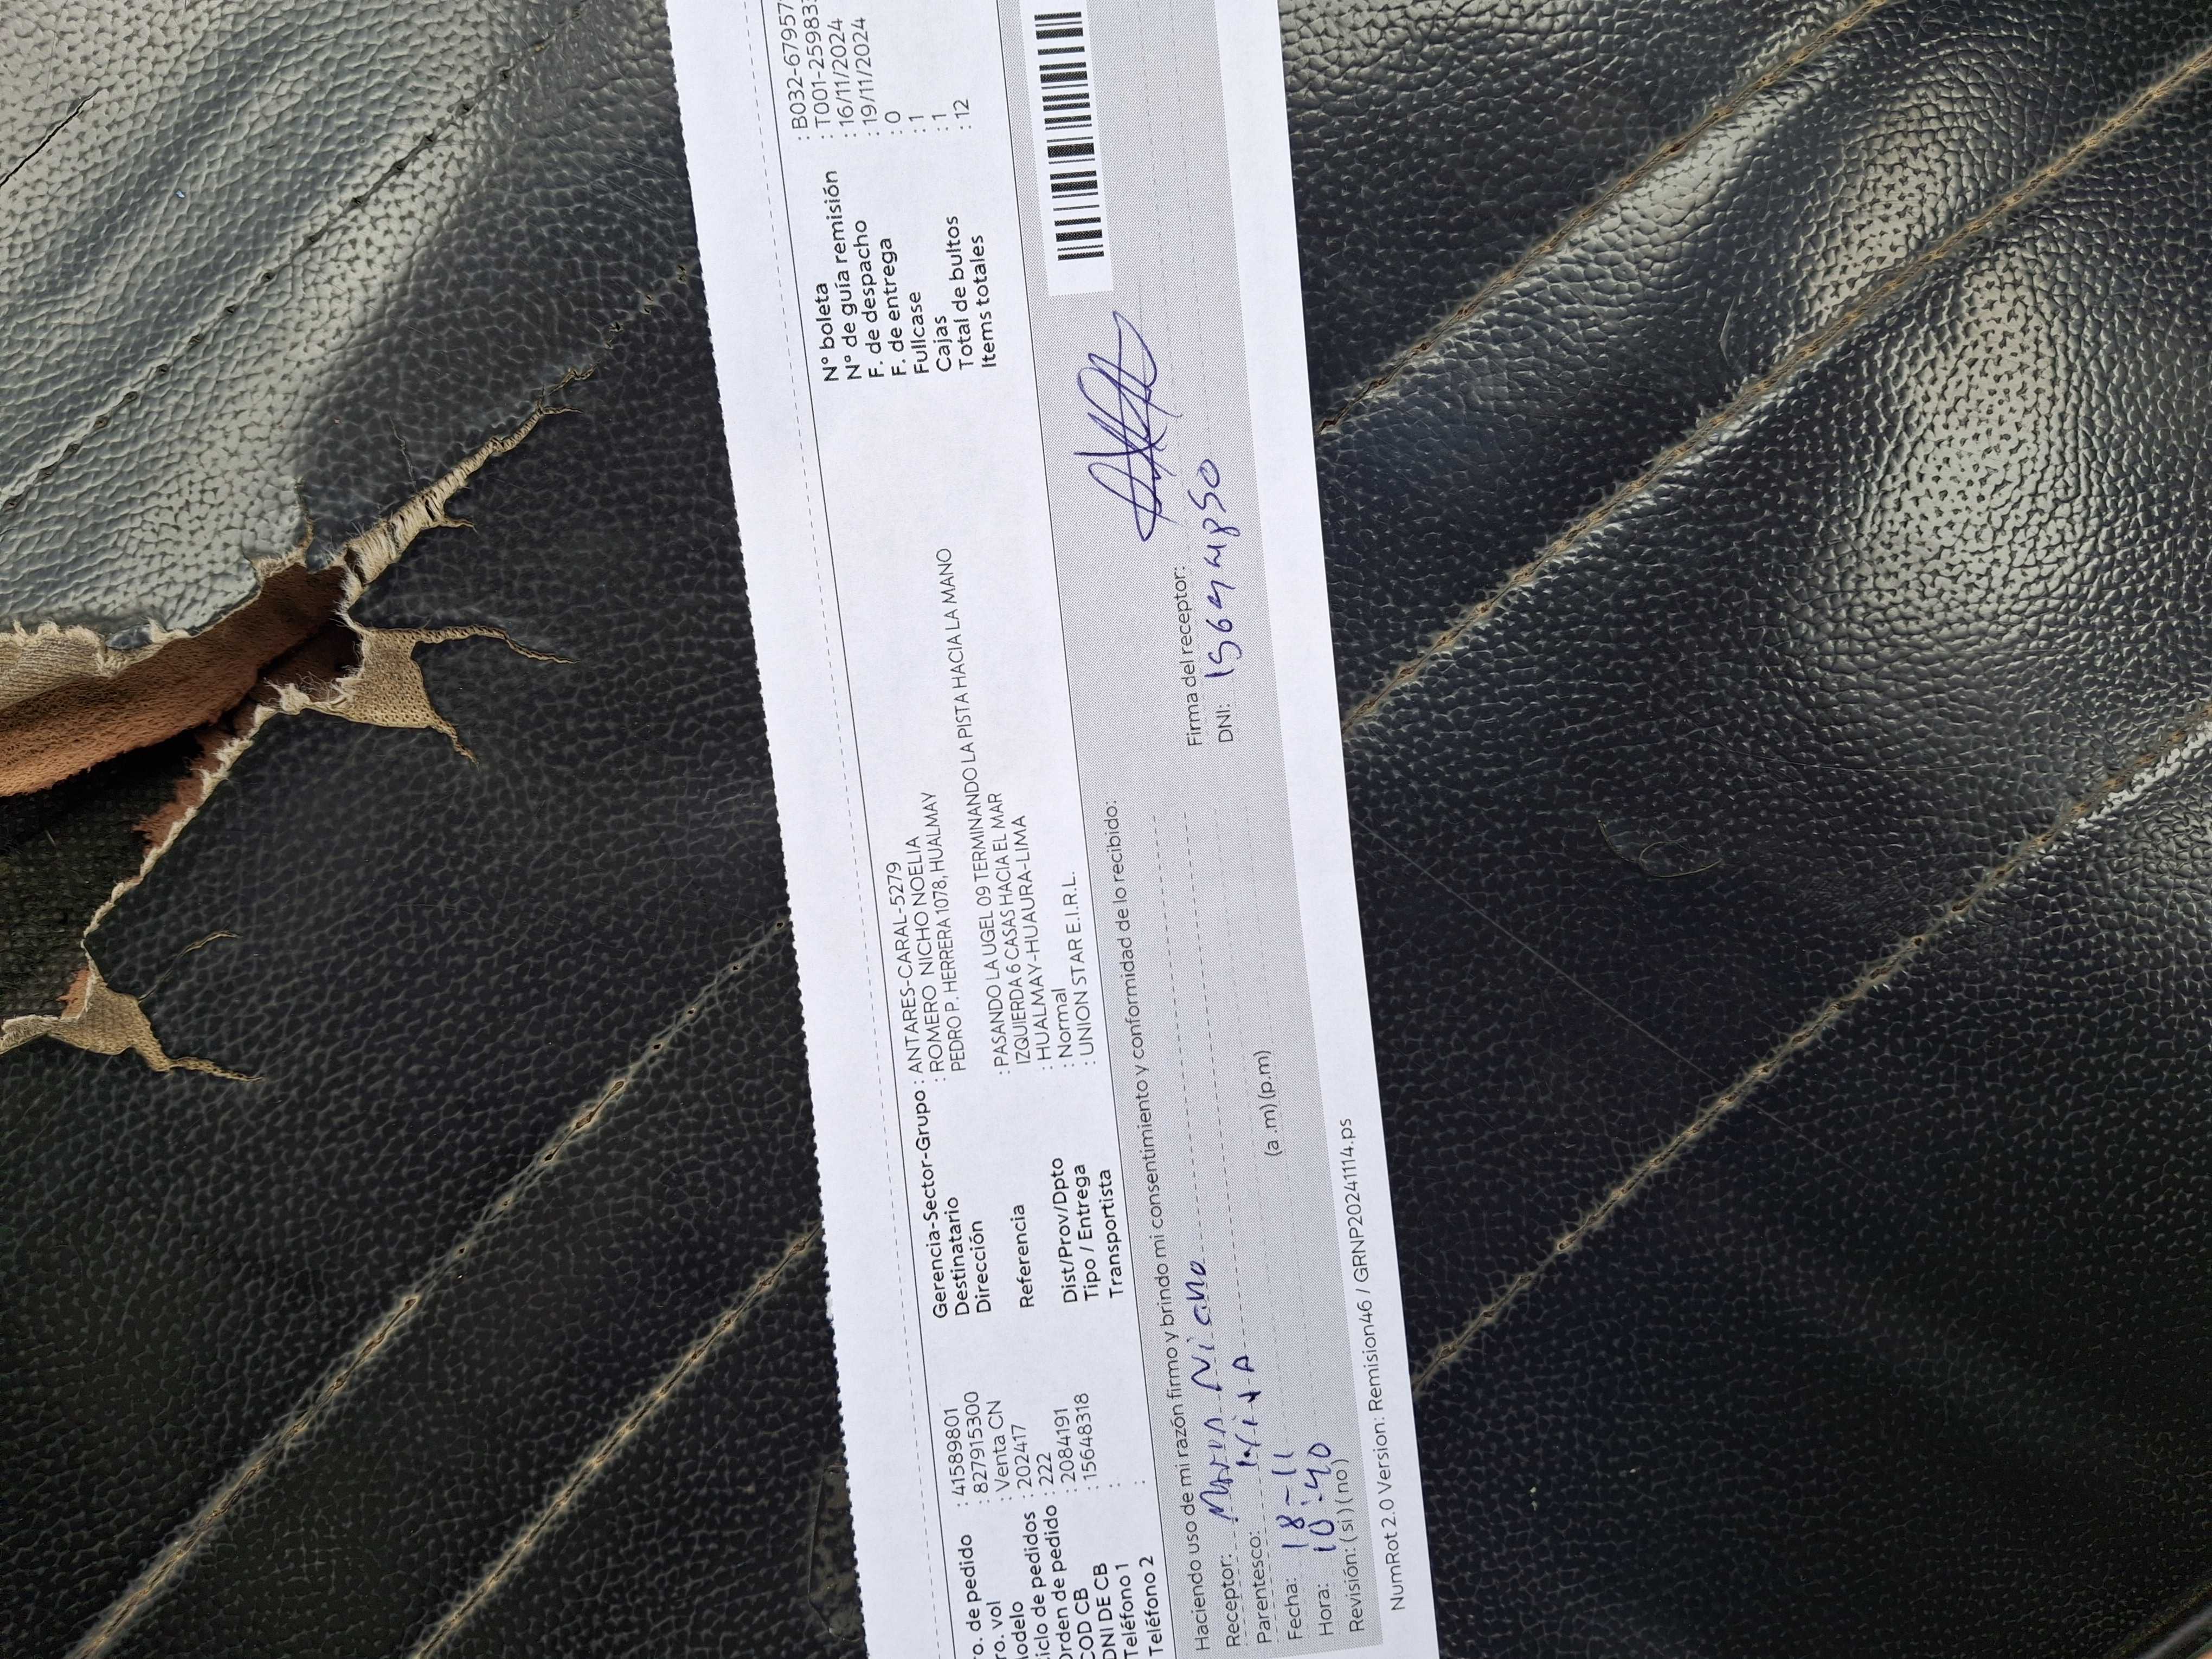 ro. de pedido : 41589801
ro. vol : 827915300
odelo : Venta CN
iclo de pedidos : 202417
rden de pedido : 222
COD CB : 2084191
DNI DE CB : 15648318
Teléfono 1 :
Teléfono 2 :
Gerencia-Sector-Grupo : ANTARES-CARAL-5279
Destinatario : ROMERO NICHO NOELIA
Dirección PEDRO P. HERRERA 1078, HUALMAY
Referencia : PASANDO LA UGEL 09 TERMINANDO LA PISTA HACIA LA MANO
IZQUIERDA 6 CASAS HACIA EL MAR
Dist/Prov/Dpto : HUALMAY-HUAURA-LIMA
Tipo / Entrega : Normal
Transportista : UNION STAR E.I.R.L.
N° boleta : B032-67957
N° de guía remisión : T001-25983
F. de despacho : 16/11/2024
F. de entrega : 19/11/2024
Fullcase : 0
Cajas : 1
Total de bultos : 1
Items totales : 12
Haciendo uso de mi razón firmo y brindo mi consentimiento y conformidad de lo recibido:
Receptor: Nicho
Parentesco:
Fecha: 18-11
Hora: 10:40 (a .m) (p.m)
Revisión: ( si ) ( no )
Firma del receptor:
DNI:
NumRot 2.0 Version: Remision46 / GRNP20241114.ps